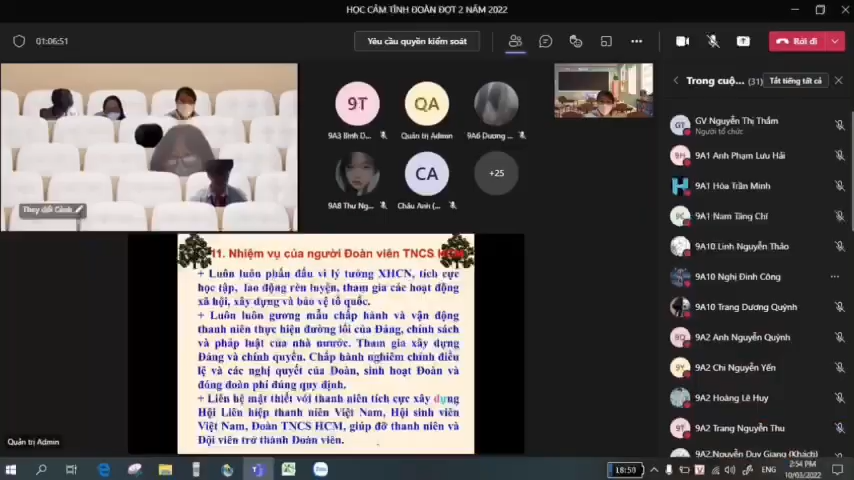 HỌC CẢM TÌNH ĐOÀN ĐỢT 2 NĂM 2022
01:06:51
Yêu cầu quyền kiểm soát
Rời đi
9T
QA
9A3 Bình D...
Quản trị Admin
9A6 Dương ...
CA
+25
9A8 Thư Ng...
Châu Anh (...
Thay đổi Cảnh
Trong cuộ...
(31)
Tắt tiếng tất cả
GT
GV Nguyễn Thị Thắm
Người tổ chức
9A1 Anh Phạm Lưu Hải
9A1 Hòa Trần Minh
9A1 Nam Tăng Chí
9A10 Linh Nguyễn Thảo
9A10 Nghị Đinh Công
9A10 Trang Dương Quỳnh
9A2 Anh Nguyễn Quỳnh
9A2 Chi Nguyễn Yến
9A2 Hoàng Lê Huy
9T
9A2 Trang Nguyễn Thu
9A2.Nguyễn Duy Giang (Khách)
11. Nhiệm vụ của người Đoàn viên TNCS HCM
+ Luôn luôn phấn đấu vì lý tưởng XHCN, tích cực
học tập, lao động rèn luyện, tham gia các hoạt động
xã hội, xây dựng và bảo vệ tổ quốc.
+ Luôn luôn gương mẫu chấp hành và vận động
thanh niên thực hiện đường lối của Đảng, chính sách
và pháp luật của nhà nước. Tham gia xây dựng
Đảng và chính quyền. Chấp hành nghiêm chỉnh điều
lệ và các nghị quyết của Đoàn, sinh hoạt Đoàn và
đóng đoàn phí đúng quy định.
+ Liên hệ mật thiết với thanh niên tích cực xây dựng
Hội Liên hiệp thanh niên Việt Nam, Hội sinh viên
Việt Nam, Đoàn TNCS HCM, giúp đỡ thanh niên và
Đội viên trở thành Đoàn viên.
Quản trị Admin
ENG
2:54 PM
10/03/2022